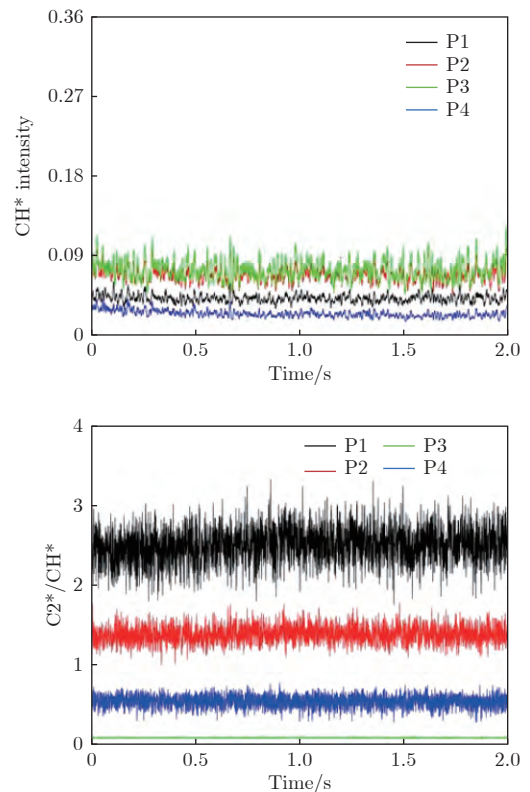 0.36
P1
P2
0.27
P3
P4
CH* intensity
0.18
0.09
0
0 0.5 1.0 1.5 2.0
Time/s
4
P1 P3
P2 P4
3
C2*/CH*
2
1
0
0 0.5 1.0 1.5 2.0
Time/s